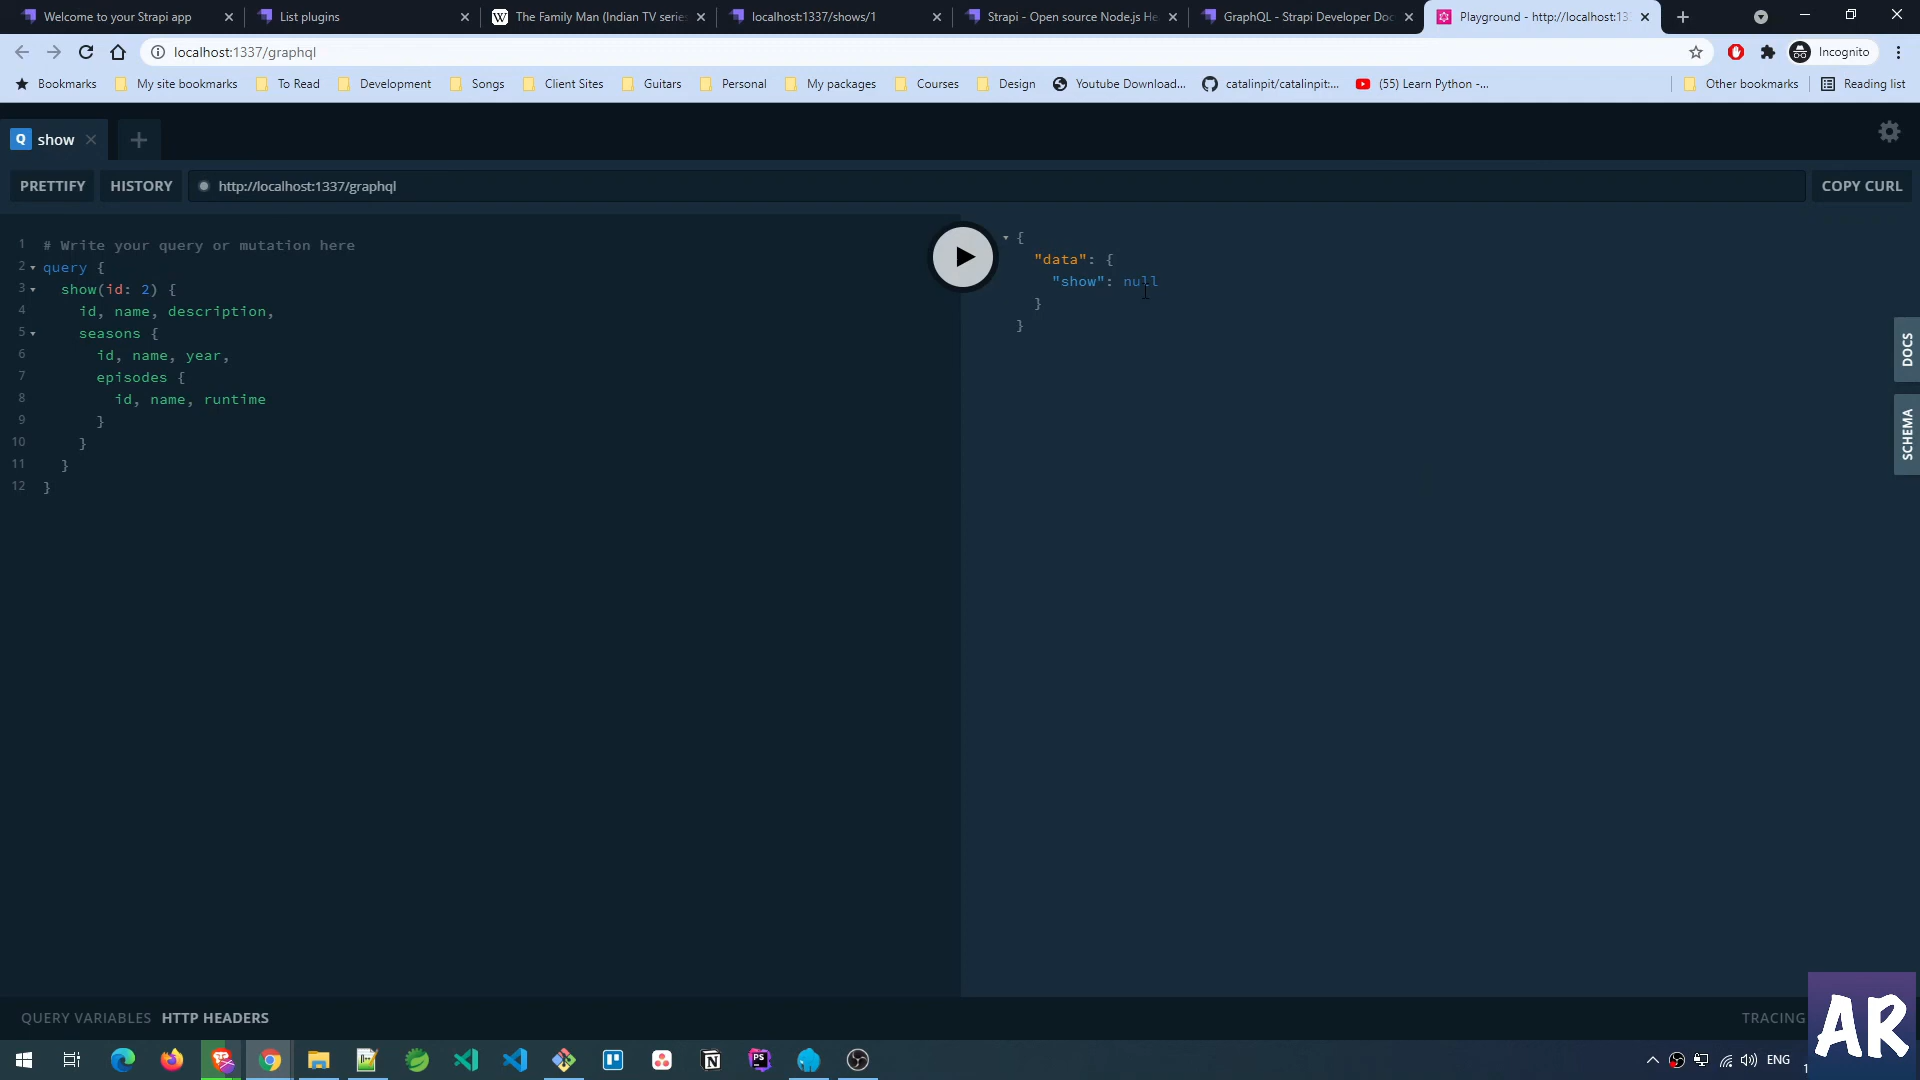 Welcome to your Strapi app
List plugins
The Family Man (Indian TV serie
localhost:1337/shows/1
Strapi - Open source Node.js He
GraphQL - Strapi Developer Doc
Playground - http://localhost:13
localhost:1337/graphql
Incognito
Bookmarks
My site bookmarks
To Read
Development
Songs
Client Sites
Guitars
Personal
My packages
Courses
Design
Youtube Download...
catalinpit/catalinpit:...
(55) Learn Python -...
Other bookmarks
Reading list
Q show
PRETTIFY
HISTORY
http://localhost:1337/graphql
COPY CURL
1 # Write your query or mutation here
2 query {
3 show(id: 2) {
4 id, name, description,
5 seasons {
6 id, name, year,
7 episodes {
8 id, name, runtime
9 }
10 }
11 }
12 }
{
"data": {
"show": null
}
}
DOCS
SCHEMA
QUERY VARIABLES
HTTP HEADERS
TRACING
AR
ENG